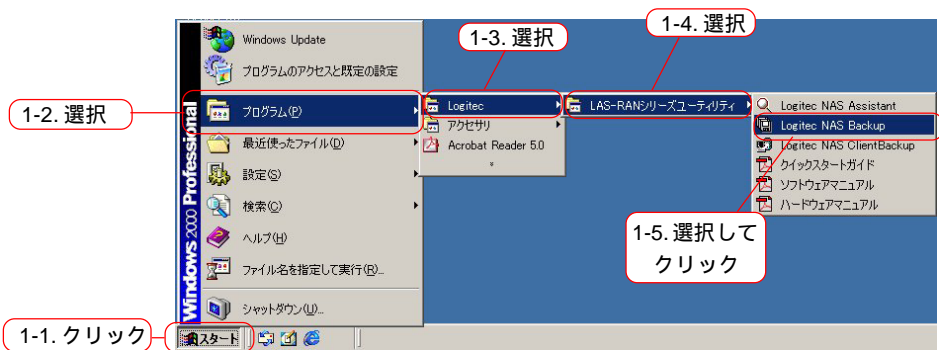 Windows Update
プログラムのアクセスと既定の設定
1-2. 選択
プログラム(P)
最近使ったファイル(D)
設定(S)
検索(C)
ヘルプ(H)
ファイル名を指定して実行(R)...
シャットダウン(U)...
Windows 2000 Professional
1-1. クリック
スタート
1-3. 選択
Logitec
アクセサリ
Acrobat Reader 5.0
1-4. 選択
LAS-RANシリーズユーティリティ
Logitec NAS Assistant
Logitec NAS Backup
Logitec NAS ClientBackup
クイックスタートガイド
ソフトウェアマニュアル
ハードウェアマニュアル
1-5. 選択して
クリック